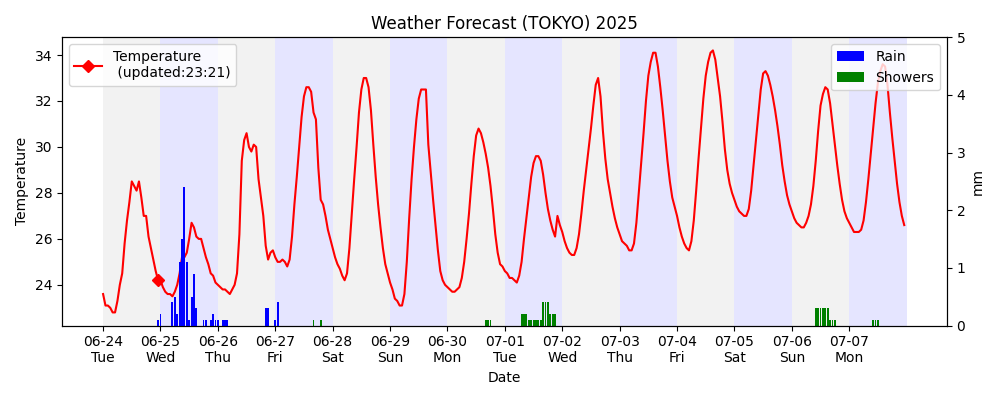 Weather Forecast (TOKYO) 2025
Temperature
(updated:23:21)
Rain
Showers
Temperature
34
32
30
28
26
24
5
4
3
2
1
0
mm
06-24 06-25 06-26 06-27 06-28 06-29 06-30 07-01 07-02 07-03 07-04 07-05 07-06 07-07
Tue Wed Thu Fri Sat Sun Mon Tue Wed Thu Fri Sat Sun Mon
Date